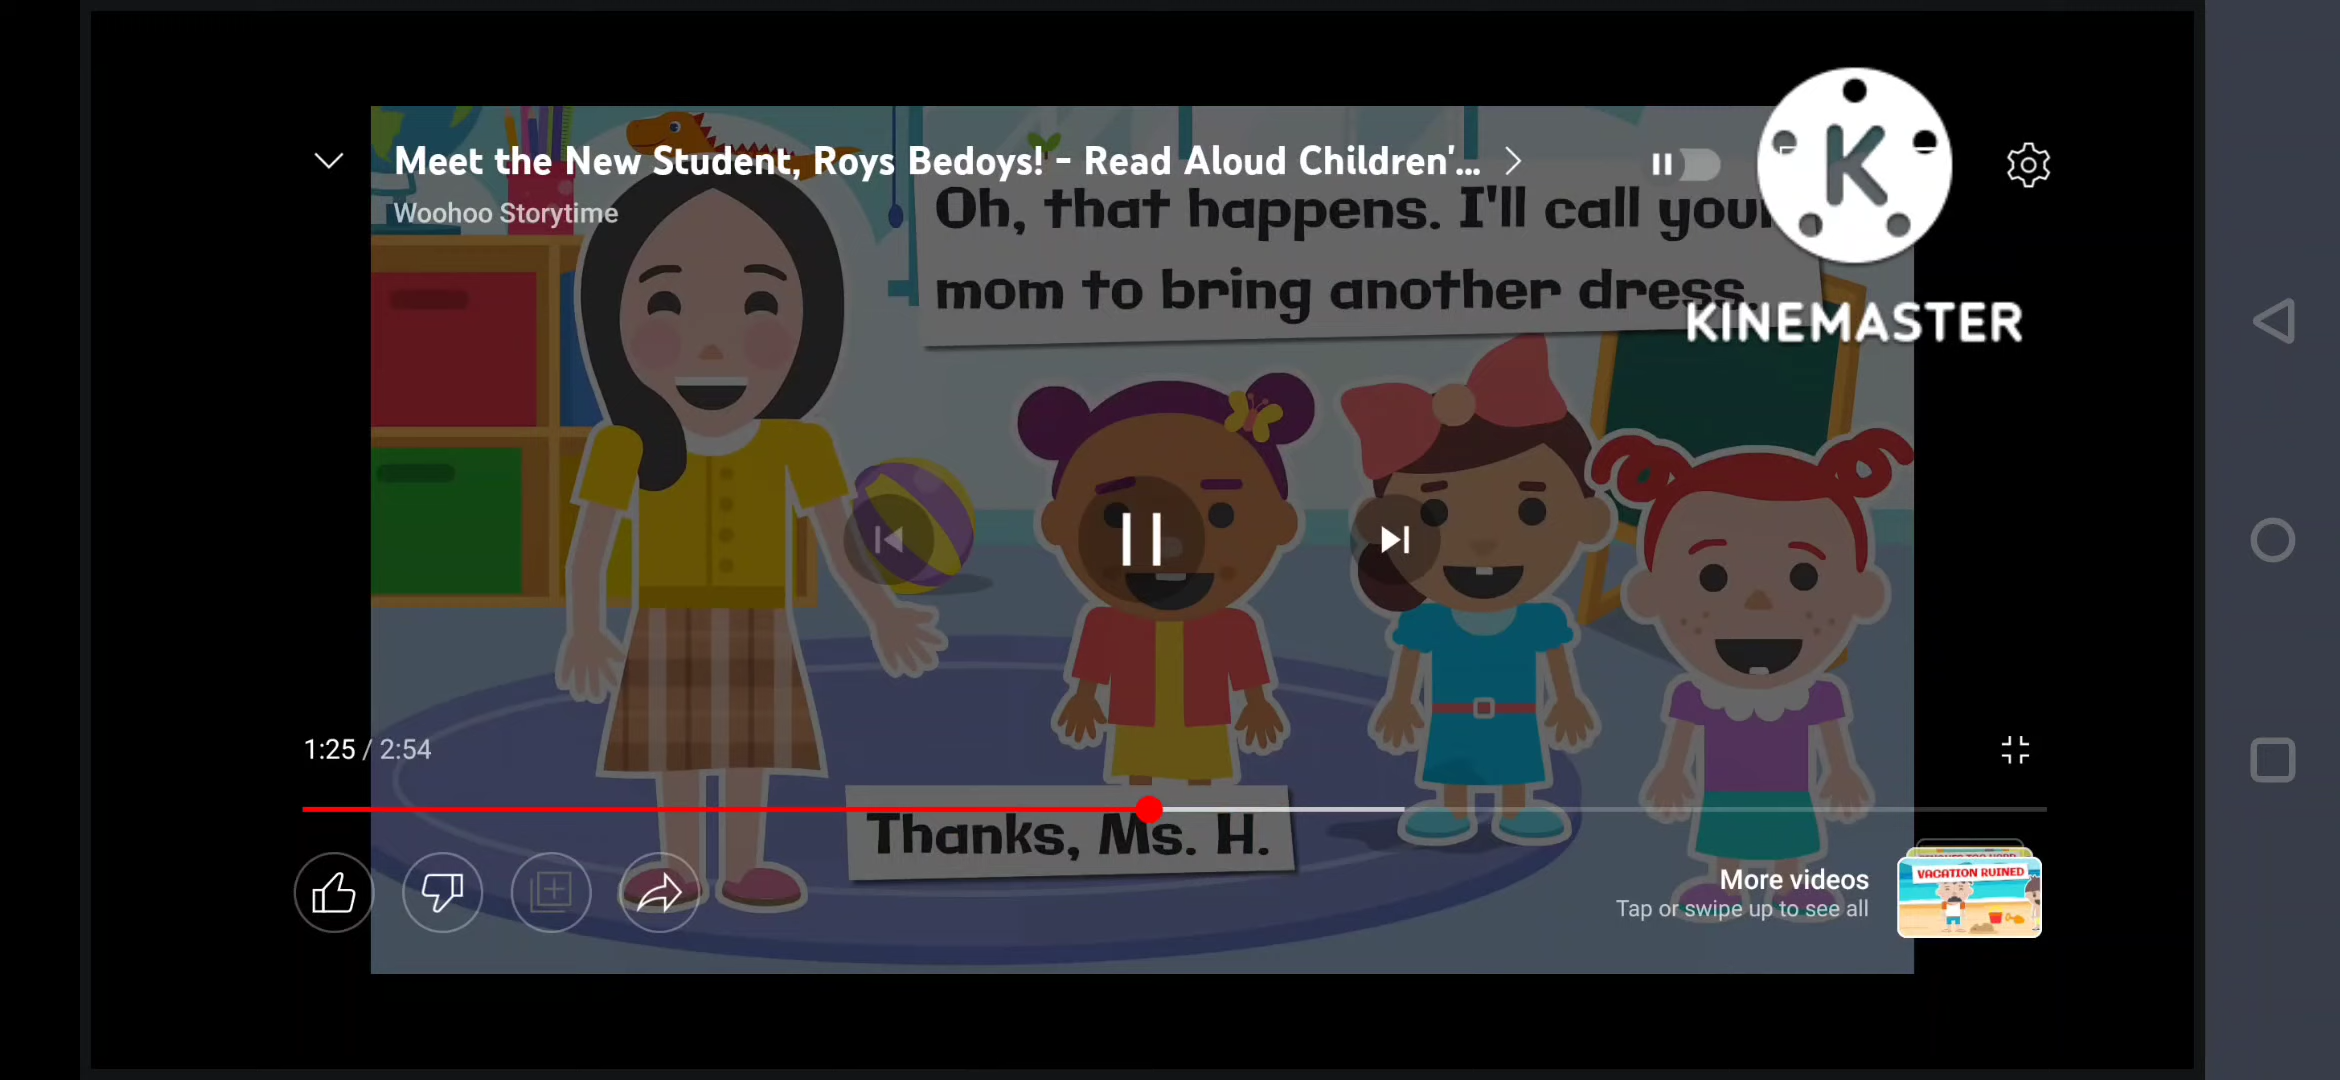 Meet the New Student, Roys Bedoys! - Read Aloud Children'...
Woohoo Storytime
K
KINEMASTER
Oh, that happens. I'll call your
mom to bring another dress.
1:25 / 2:54
Thanks, Ms. H.
More videos
Tap or swipe up to see all
VACATION RUINED